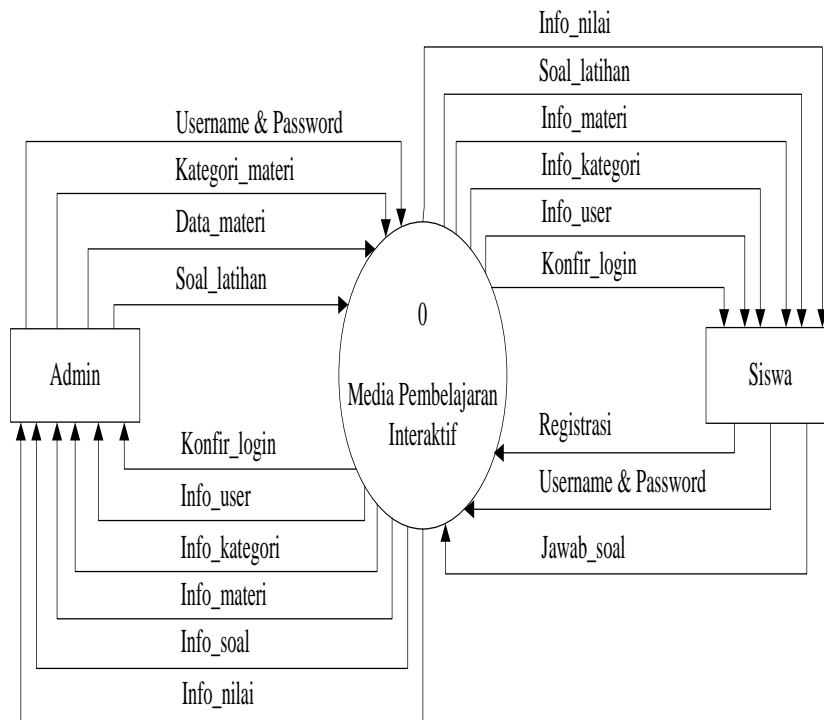 Info_nilai
Soal_latihan
Username & Password
Info_materi
Kategori_materi
Info_kategori
Data_materi
Info_user
Soal_latihan
Konfir_login
0
Admin
Media Pembelajaran
Interaktif
Siswa
Konfir_login
Registrasi
Info_user
Username & Password
Info_kategori
Jawab_soal
Info_materi
Info_soal
Info_nilai